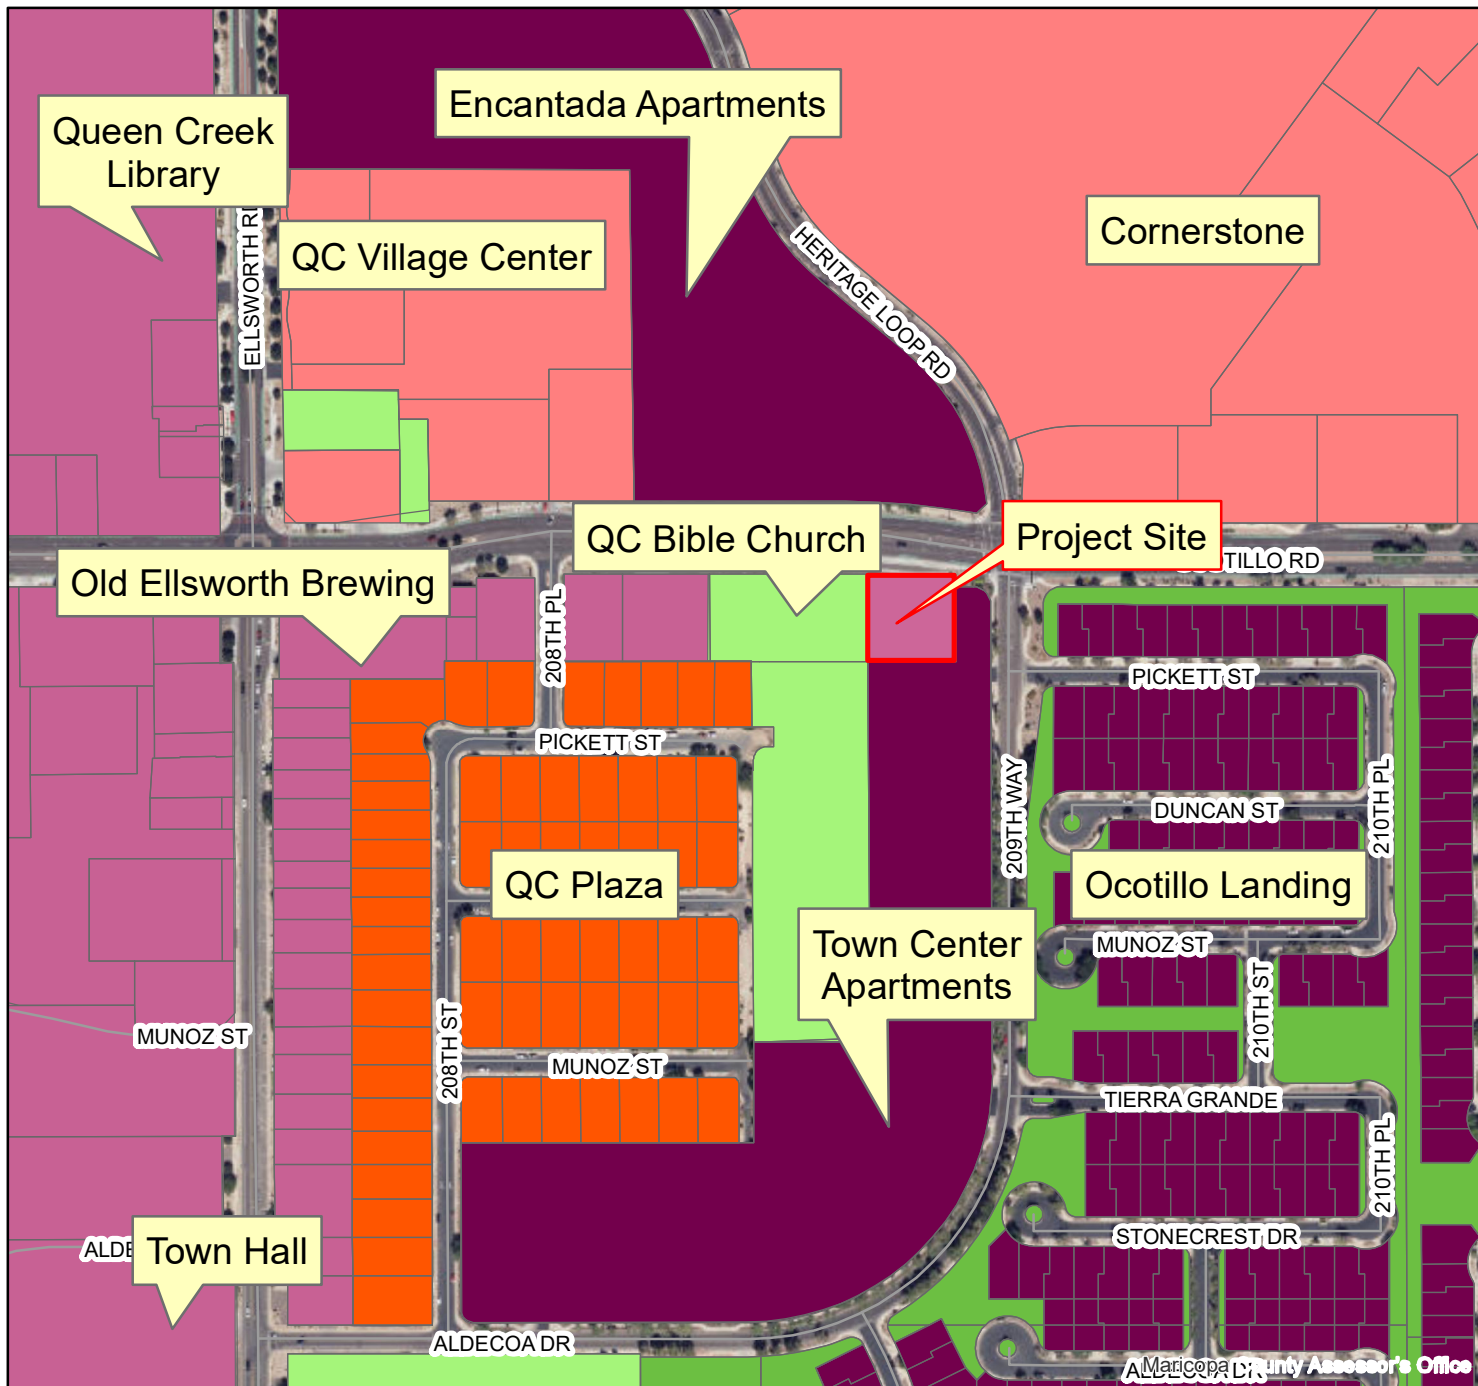 Encantada Apartments
Queen Creek
Library
Cornerstone
QC Village Center
ELLSWORTH RD
HERITAGE LOOP RD
QC Bible Church
Project Site
TILLO RD
Old Ellsworth Brewing
208TH PL
PICKETT ST
PICKETT ST
209TH WAY
DUNCAN ST
210TH PL
QC Plaza
Ocotillo Landing
Town Center
Apartments
MUNOZ ST
210TH ST
MUNOZ ST
208TH ST
MUNOZ ST
TIERRA GRANDE
210TH PL
Town Hall
ALDE
STONECREST DR
ALDECOA DR
ALDECOA DR
Maricopa County Assessor's Office